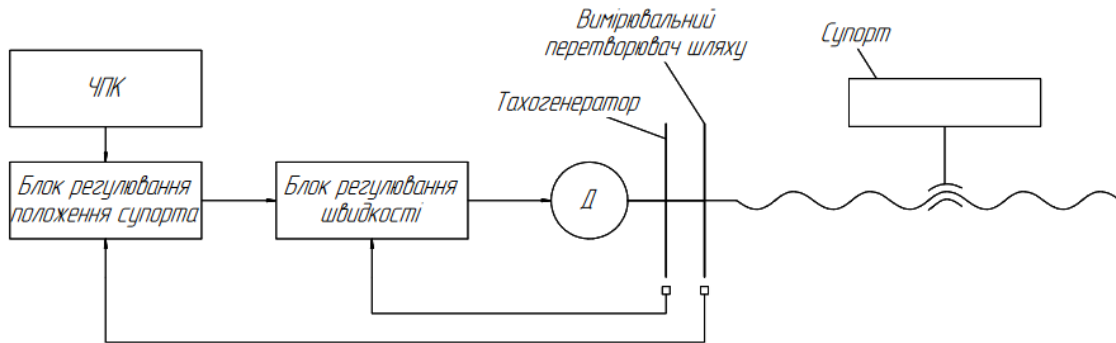 Вимірювальний
перетворювач шляху
Супорт
ЧПК
Тахогенератор
Блок регулювання
положення супорта
Блок регулювання
швидкості
Д